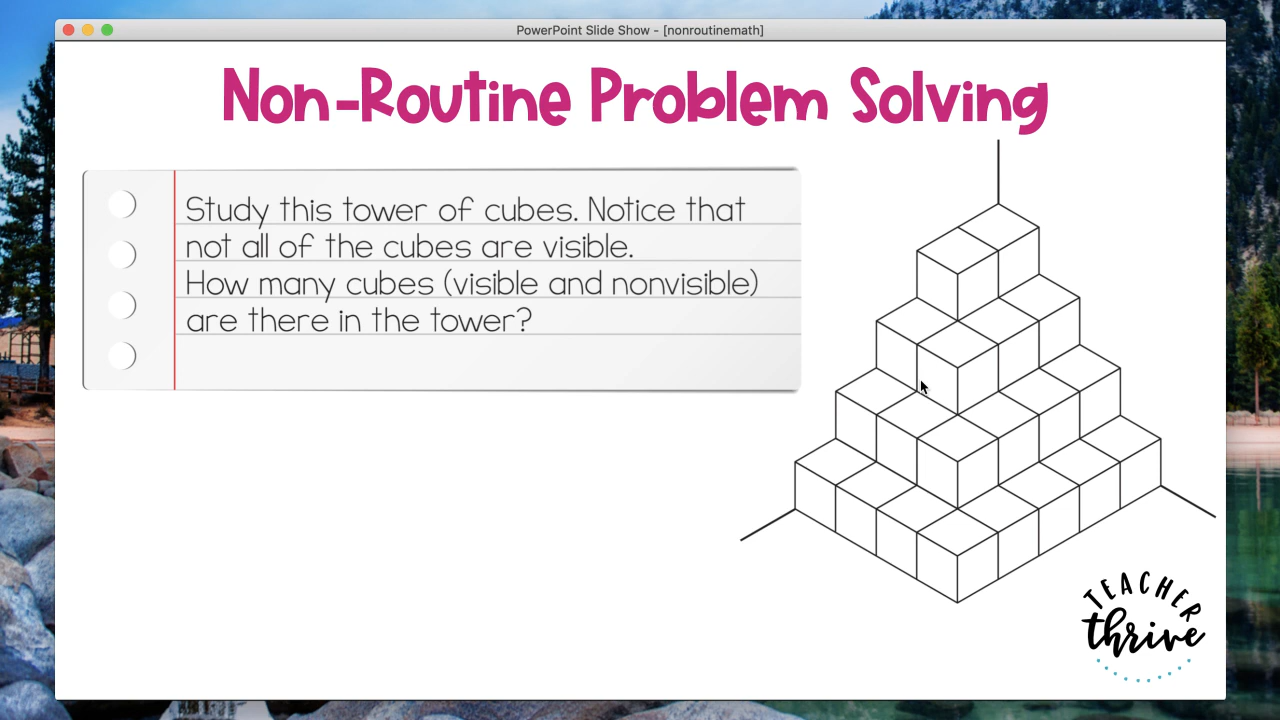 PowerPoint Slide Show - [nonroutinemath]
Non-Routine Problem Solving
Study this tower of cubes. Notice that
not all of the cubes are visible.
How many cubes (visible and nonvisible)
are there in the tower?
TEACHER
thrive